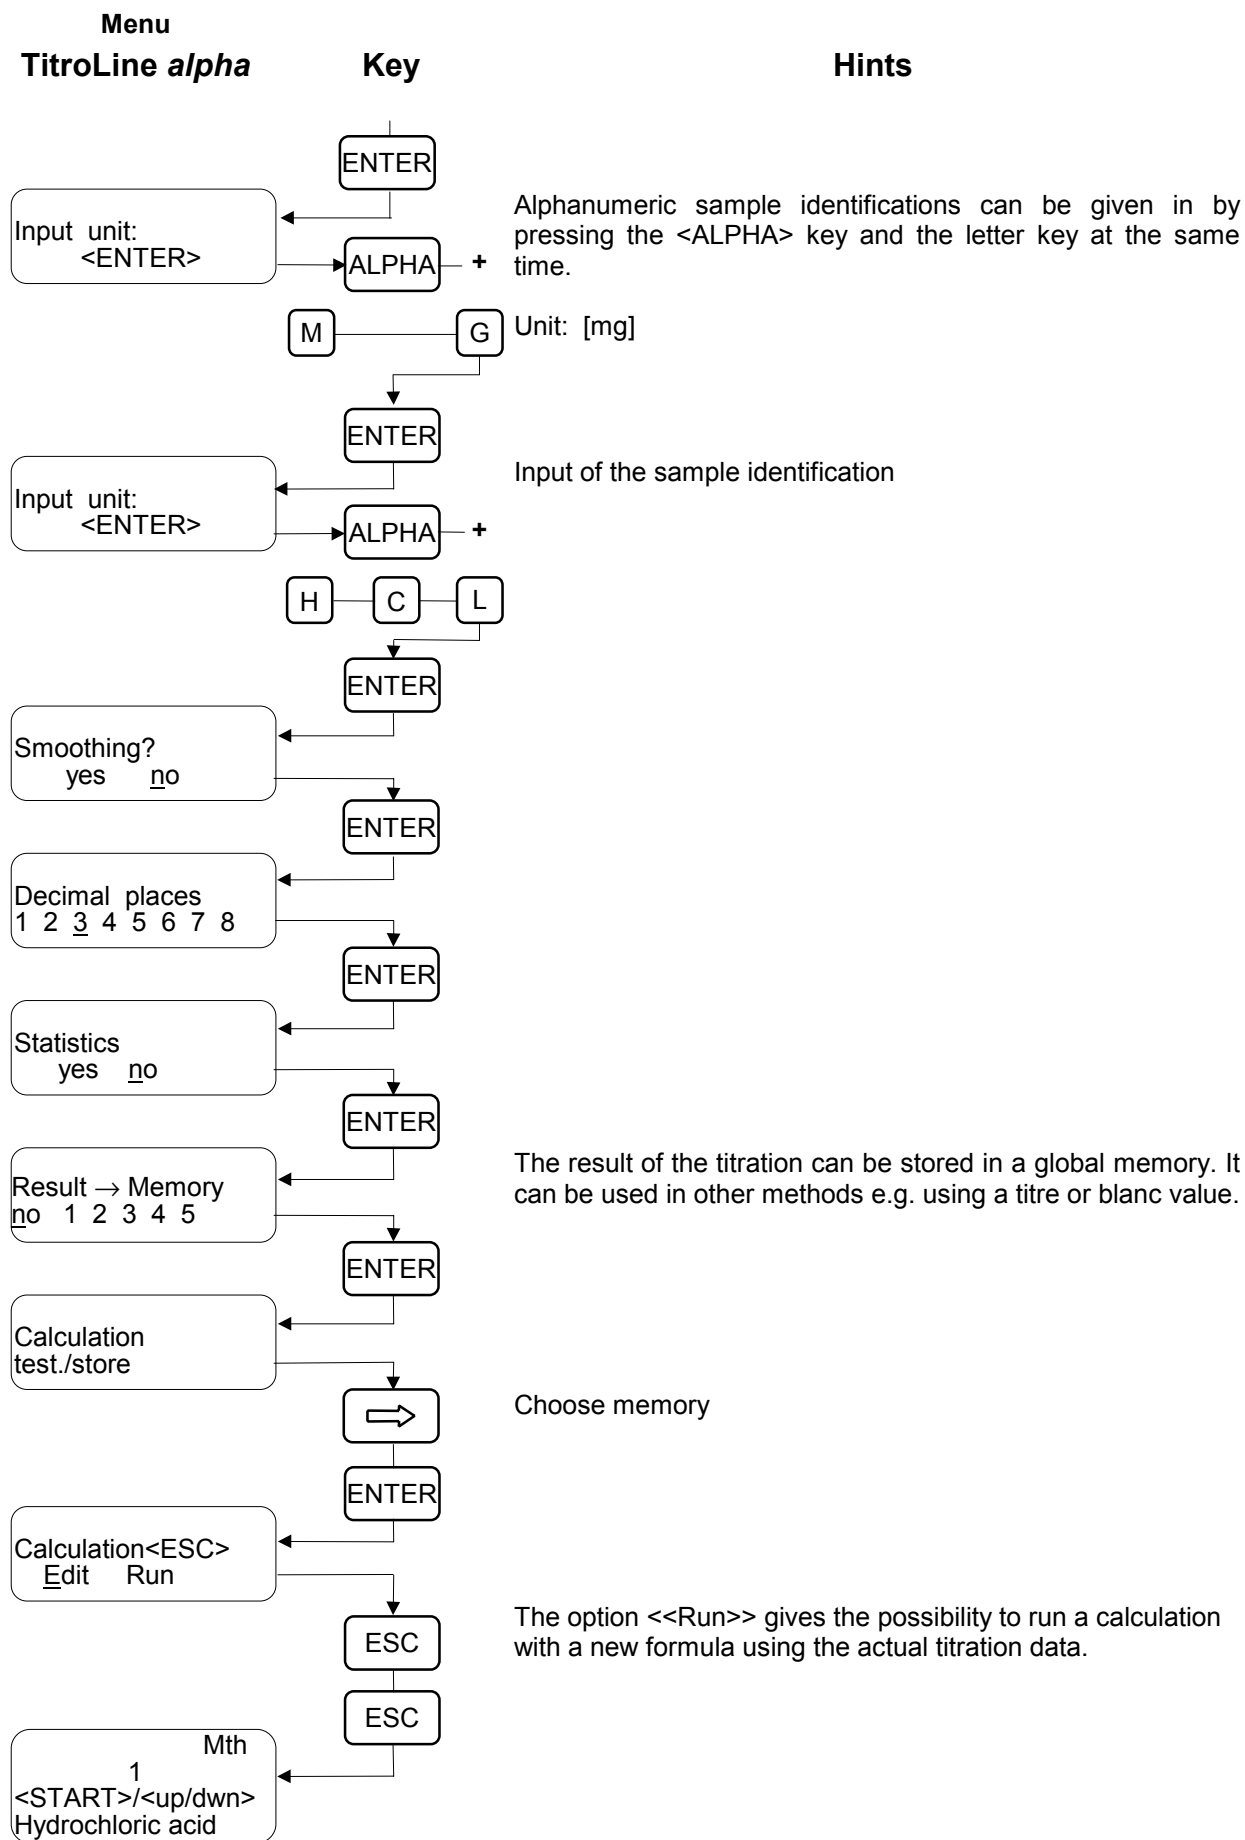 Menu
TitroLine alpha Key Hints
ENTER
Input unit:
<ENTER>
ALPHA +
Alphanumeric sample identifications can be given in by
pressing the <ALPHA> key and the letter key at the same
time.
M G
Unit: [mg]
ENTER
Input unit:
<ENTER>
ALPHA +
Input of the sample identification
H C L
ENTER
Smoothing?
yes no
ENTER
Decimal places
1 2 3 4 5 6 7 8
ENTER
Statistics
yes no
ENTER
Result → Memory
no 1 2 3 4 5
The result of the titration can be stored in a global memory. It
can be used in other methods e.g. using a titre or blanc value.
ENTER
Calculation
test./store
Choose memory
ENTER
Calculation<ESC>
Edit Run
ESC
The option <<Run>> gives the possibility to run a calculation
with a new formula using the actual titration data.
ESC
Mth
1
<START>/<up/dwn>
Hydrochloric acid